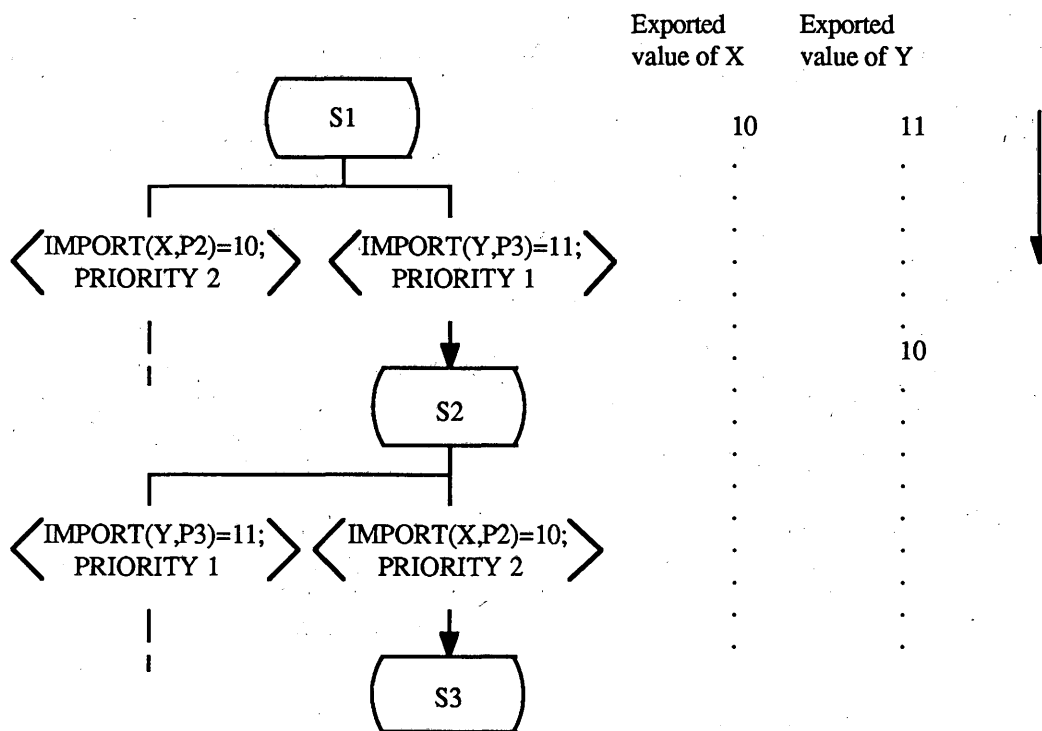 Exported
value of X
Exported
value of Y
S1
10
11
IMPORT(X,P2)=10;
PRIORITY 2
IMPORT(Y,P3)=11;
PRIORITY 1
10
S2
IMPORT(Y,P3)=11;
PRIORITY 1
IMPORT(X,P2)=10;
PRIORITY 2
S3